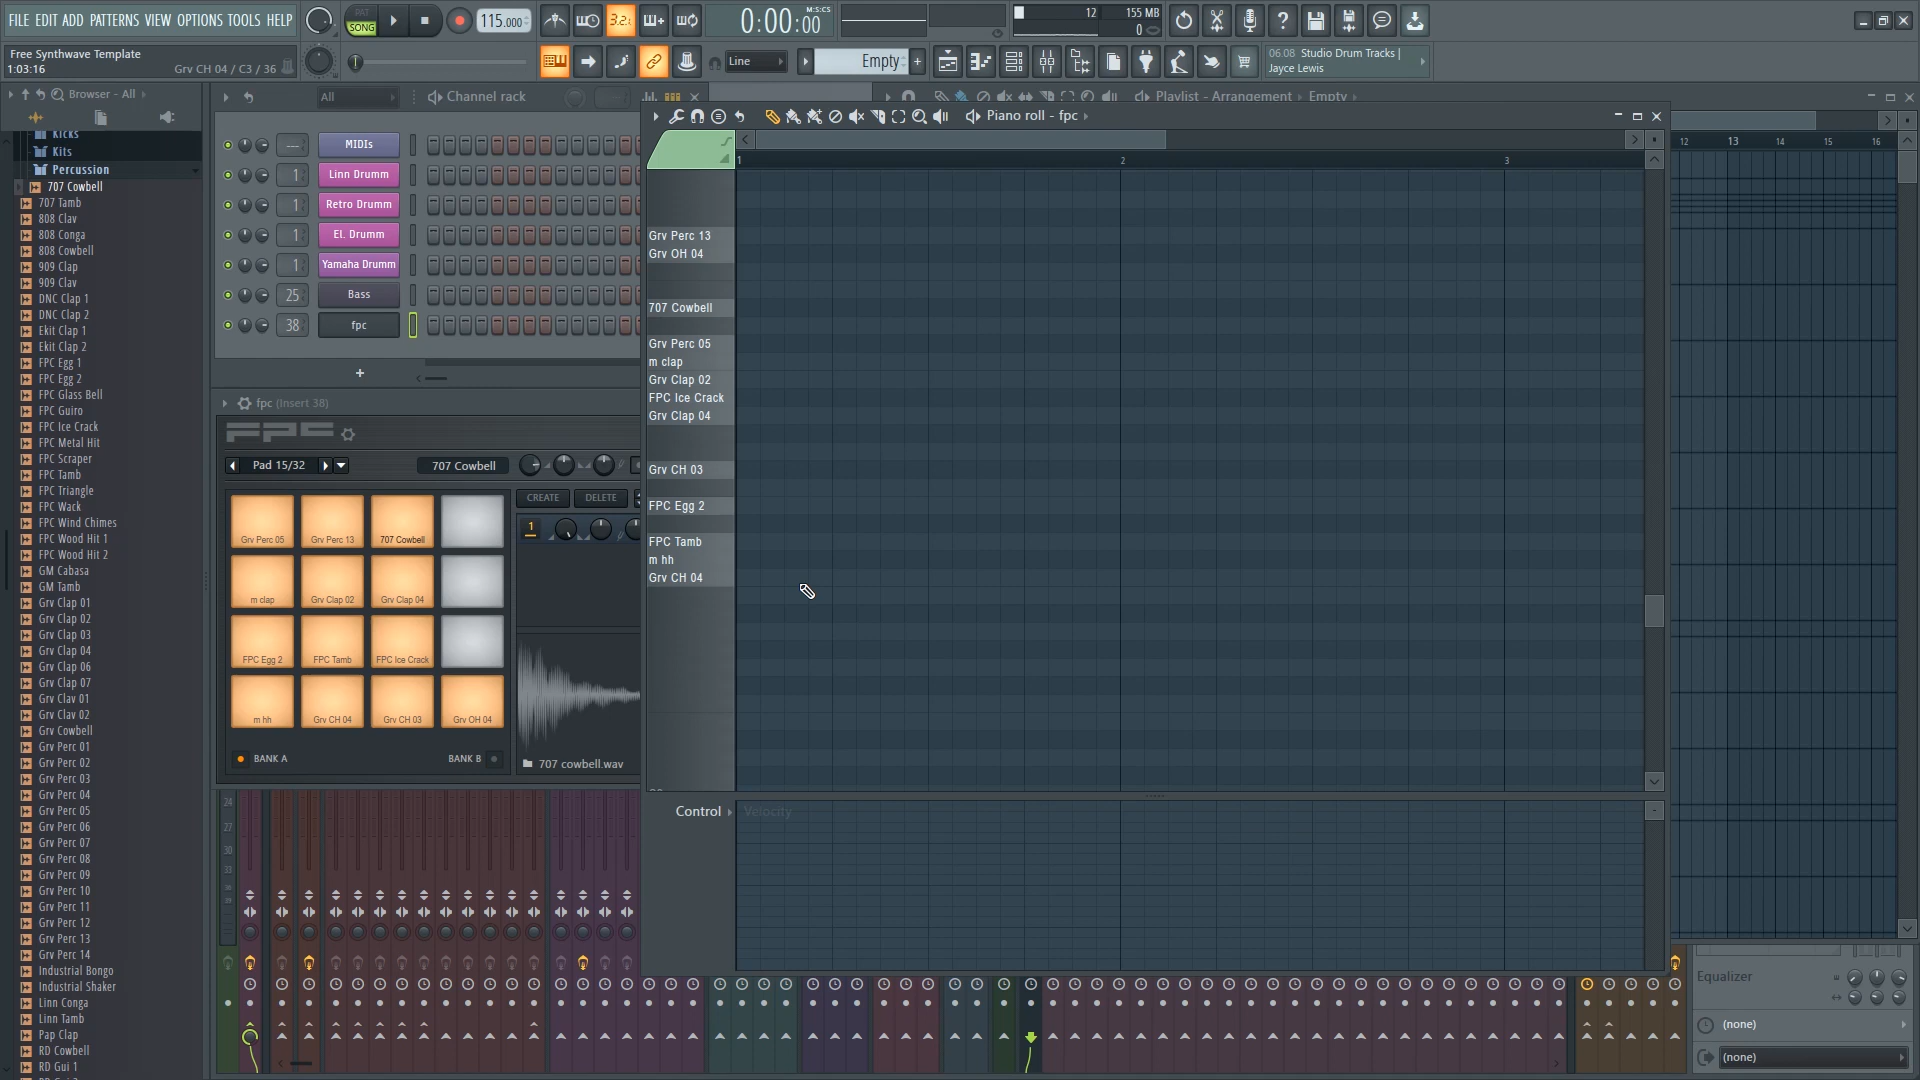 FILE EDIT ADD PATTERNS VIEW OPTIONS TOOLS HELP
PAT
SONG
115.000
3.2.
0:00:00
M:S:CS
12
155 MB
0
Free Synthwave Template
1:03:16
Grv CH 04 / C3 / 36
Line
Empty
06.08 Studio Drum Tracks |
Jayce Lewis
Browser - All
All
Channel rack
Playlist - Arrangement
Empty
Kicks
Kits
Percussion
707 Cowbell
707 Tamb
808 Clav
808 Conga
808 Cowbell
909 Clap
909 Clav
DNC Clap 1
DNC Clap 2
Ekit Clap 1
Ekit Clap 2
FPC Egg 1
FPC Egg 2
FPC Glass Bell
FPC Guiro
FPC Ice Crack
FPC Metal Hit
FPC Scraper
FPC Tamb
FPC Triangle
FPC Wack
FPC Wind Chimes
FPC Wood Hit 1
FPC Wood Hit 2
GM Cabasa
GM Tamb
Grv Clap 01
Grv Clap 02
Grv Clap 03
Grv Clap 04
Grv Clap 06
Grv Clap 07
Grv Clav 01
Grv Clav 02
Grv Cowbell
Grv Perc 01
Grv Perc 02
Grv Perc 03
Grv Perc 04
Grv Perc 05
Grv Perc 06
Grv Perc 07
Grv Perc 08
Grv Perc 09
Grv Perc 10
Grv Perc 11
Grv Perc 12
Grv Perc 13
Grv Perc 14
Industrial Bongo
Industrial Shaker
Linn Conga
Linn Tamb
Pap Clap
RD Cowbell
RD Gui 1
--- MIDIs
1 Linn Drumm
1 Retro Drumm
1 El. Drumm
1 Yamaha Drumm
25 Bass
38 fpc
+
fpc (Insert 38)
FPC
Pad 15/32
707 Cowbell
CREATE
DELETE
1
Grv Perc 05
Grv Perc 13
707 Cowbell
m clap
Grv Clap 02
Grv Clap 04
FPC Egg 2
FPC Tamb
FPC Ice Crack
m hh
Grv CH 04
Grv CH 03
Grv OH 04
BANK A
BANK B
707 cowbell.wav
Piano roll - fpc
1
2
3
Grv Perc 13
Grv OH 04
707 Cowbell
Grv Perc 05
m clap
Grv Clap 02
FPC Ice Crack
Grv Clap 04
Grv CH 03
FPC Egg 2
FPC Tamb
m hh
Grv CH 04
Control
Velocity
12
13
14
15
16
24
27
30
33
Equalizer
(none)
(none)